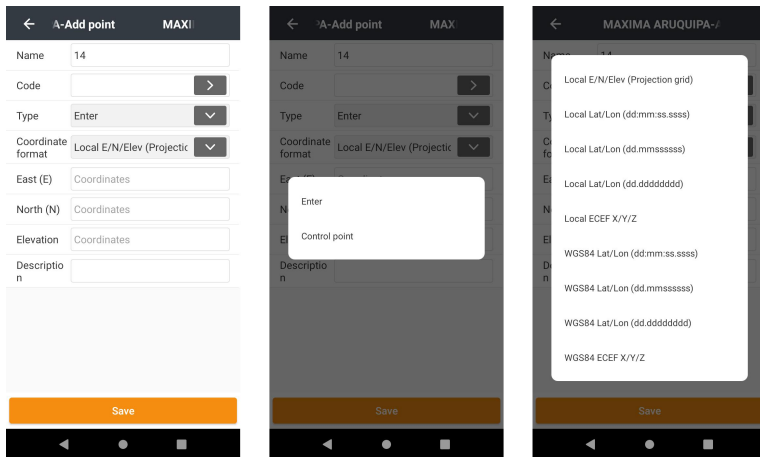 A-Add point MAXI
Name 14
Code
Type Enter
Coordinate format Local E/N/Elev (Projectic
East (E) Coordinates
North (N) Coordinates
Elevation Coordinates
Descriptio
n
Save
PA-Add point MAX
Name 14
Code
Type Enter
Coordinate format Local E/N/Elev (Projectic
Enter
Control point
Descriptio
n
Save
MAXIMA ARUQUIPA-A
Name 14
Local E/N/Elev (Projection grid)
Local Lat/Lon (dd:mm:ss.ssss)
Local Lat/Lon (dd.mmssssss)
Local Lat/Lon (dd.dddddddd)
Local ECEF X/Y/Z
WGS84 Lat/Lon (dd:mm:ss.ssss)
WGS84 Lat/Lon (dd.mmssssss)
WGS84 Lat/Lon (dd.dddddddd)
WGS84 ECEF X/Y/Z
Save